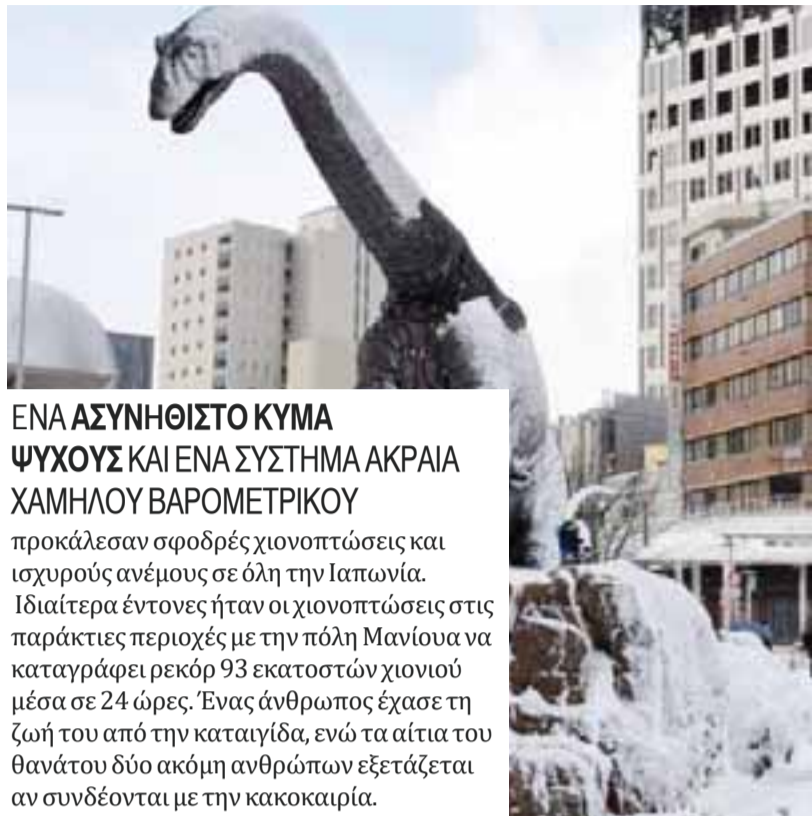 ΕΝΑ ΑΣΥΝΗΘΙΣΤΟ ΚΥΜΑ
ΨΥΧΟΥΣ ΚΑΙ ΕΝΑ ΣΥΣΤΗΜΑ ΑΚΡΑΙΑ
ΧΑΜΗΛΟΥ ΒΑΡΟΜΕΤΡΙΚΟΥ
προκάλεσαν σφοδρές χιονοπτώσεις και
ισχυρούς ανέμους σε όλη την Ιαπωνία.
Ιδιαίτερα έντονες ήταν οι χιονοπτώσεις στις
παράκτιες περιοχές με την πόλη Μανίουα να
καταγράφει ρεκόρ 93 εκατοστών χιονιού
μέσα σε 24 ώρες. Ένας άνθρωπος έχασε τη
ζωή του από την καταιγίδα, ενώ τα αίτια του
θανάτου δύο ακόμη ανθρώπων εξετάζεται
αν συνδέονται με την κακοκαιρία.